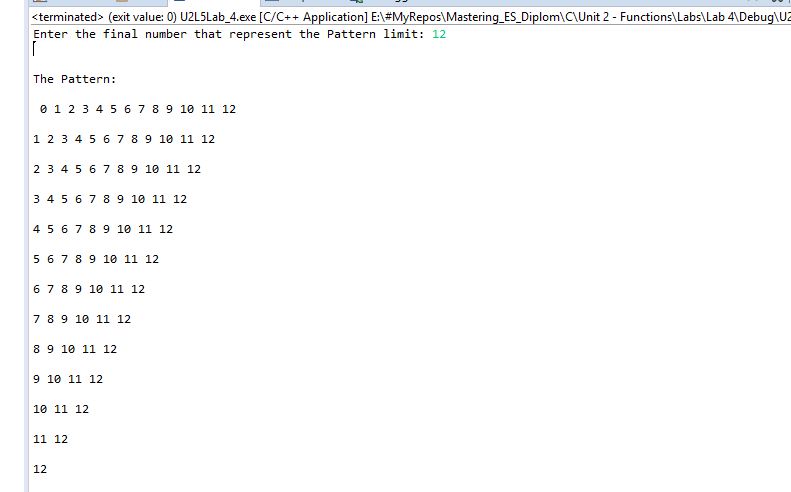 <terminated> (exit value: 0) U2L5Lab_4.exe [C/C++ Application] E:\#MyRepos\Mastering_ES_Diplom\C\Unit 2 - Functions\Labs\Lab 4\Debug\U2
Enter the final number that represent the Pattern limit: 12
The Pattern:
0 1 2 3 4 5 6 7 8 9 10 11 12
1 2 3 4 5 6 7 8 9 10 11 12
2 3 4 5 6 7 8 9 10 11 12
3 4 5 6 7 8 9 10 11 12
4 5 6 7 8 9 10 11 12
5 6 7 8 9 10 11 12
6 7 8 9 10 11 12
7 8 9 10 11 12
8 9 10 11 12
9 10 11 12
10 11 12
11 12
12